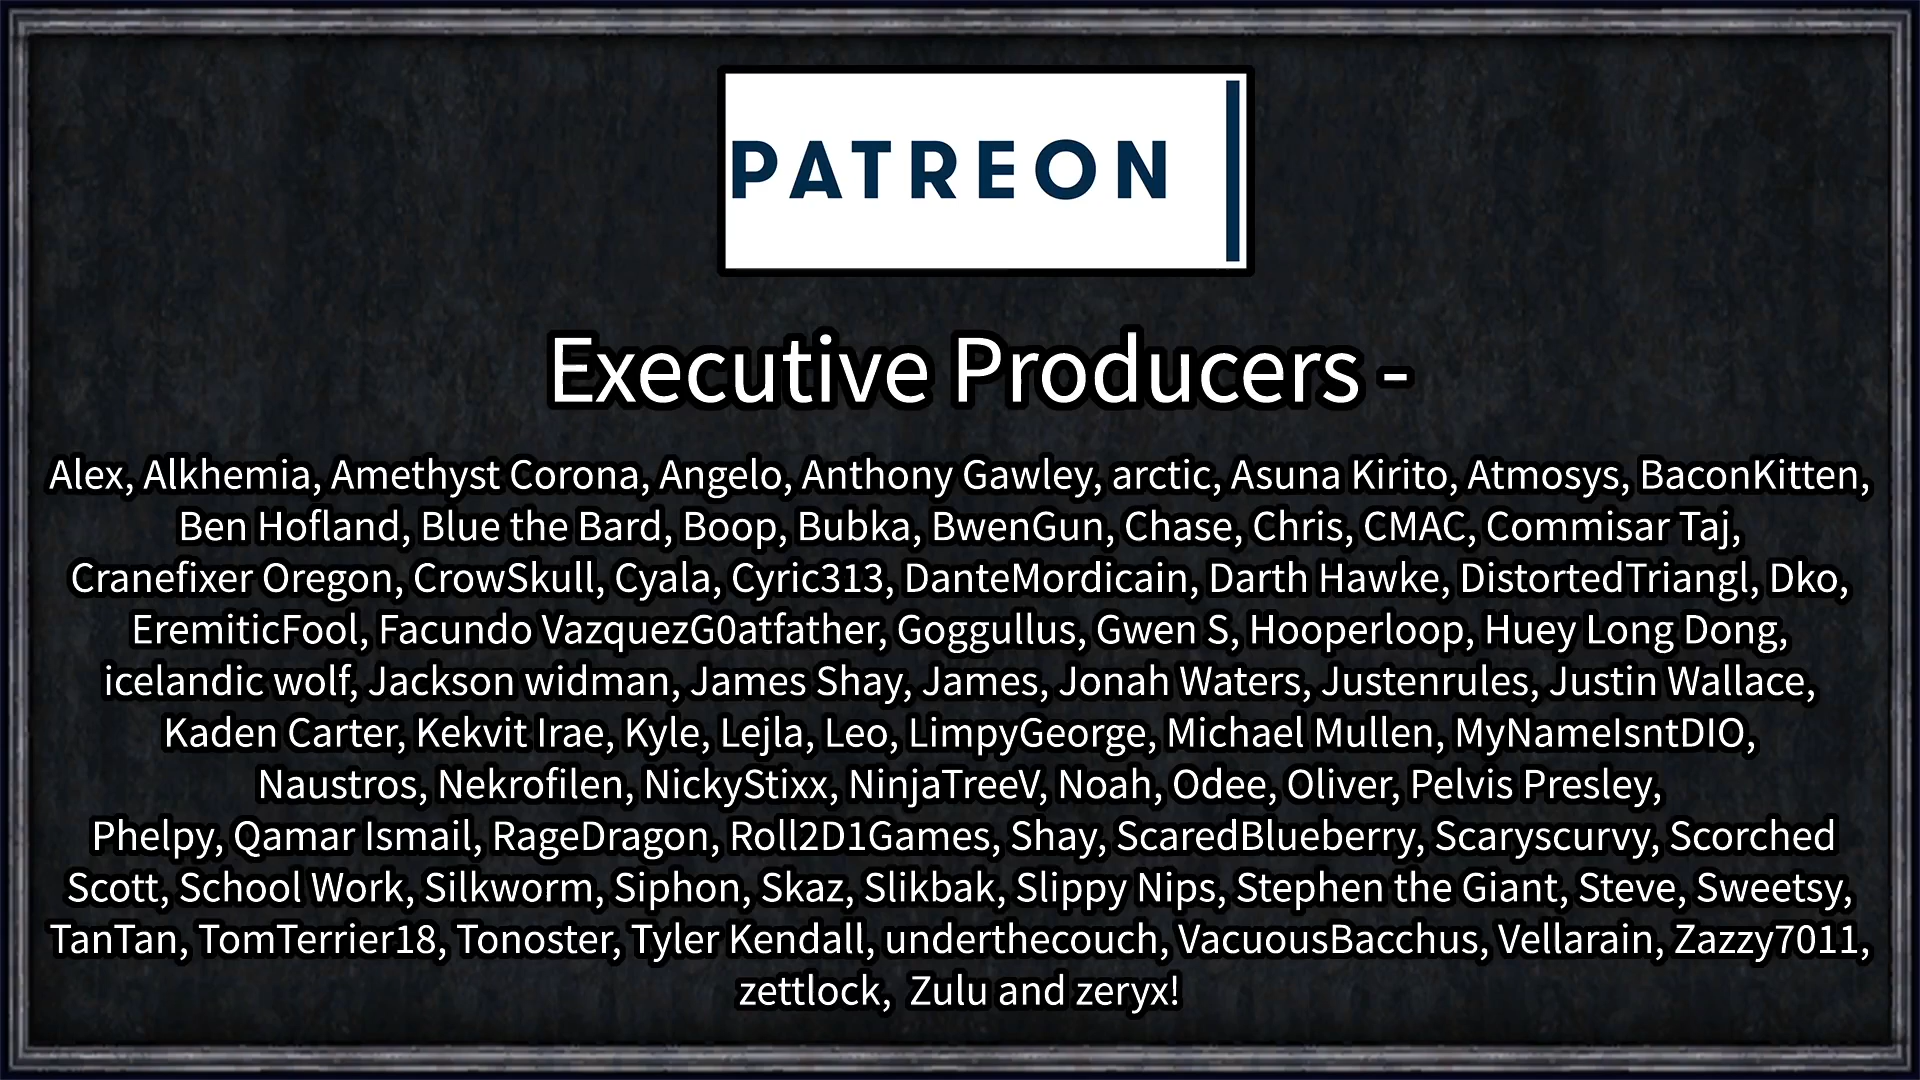 PATREON
Executive Producers -
Alex, Alkhemia, Amethyst Corona, Angelo, Anthony Gawley, arctic, Asuna Kirito, Atmosys, BaconKitten,
Ben Hofland, Blue the Bard, Boop, Bubka, BwenGun, Chase, Chris, CMAC, Commisar Taj,
Cranefixer Oregon, CrowSkull, Cyala, Cyric313, DanteMordicain, Darth Hawke, DistortedTriangl, Dko,
EremiticFool, Facundo VazquezG0atfather, Goggullus, Gwen S, Hooperloop, Huey Long Dong,
icelandic wolf, Jackson widman, James Shay, James, Jonah Waters, Justenrules, Justin Wallace,
Kaden Carter, Kekvit Irae, Kyle, Lejla, Leo, LimpyGeorge, Michael Mullen, MyNameIsntDIO,
Naustros, Nekrofilen, NickyStixx, NinjaTreeV, Noah, Odee, Oliver, Pelvis Presley,
Phelpy, Qamar Ismail, RageDragon, Roll2D1Games, Shay, ScaredBlueberry, Scaryscurvy, Scorched
Scott, School Work, Silkworm, Siphon, Skaz, Slikbak, Slippy Nips, Stephen the Giant, Steve, Sweetsy,
TanTan, TomTerrier18, Tonoster, Tyler Kendall, underthecouch, VacuousBacchus, Vellarain, Zazzy7011,
zettlock,  Zulu and zeryx!